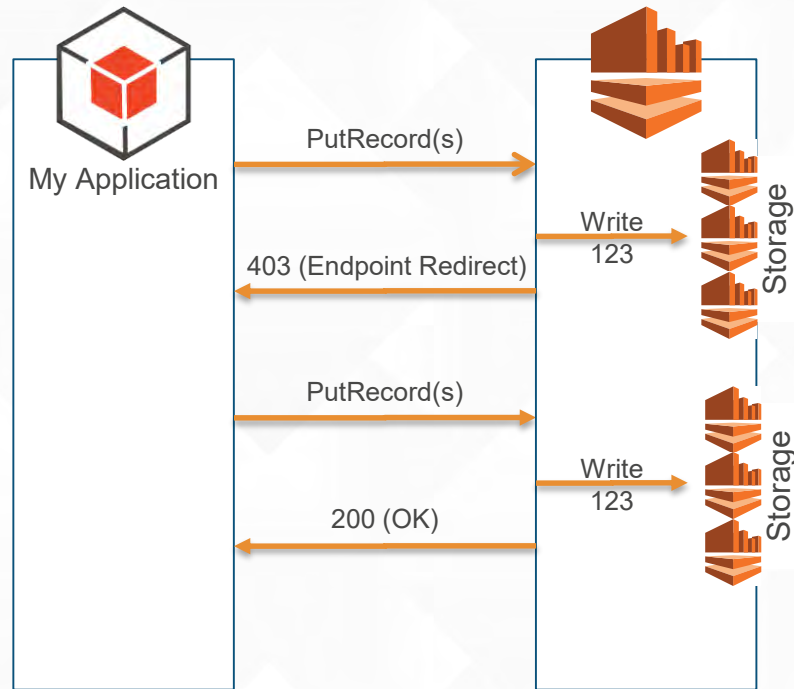 My Application
PutRecord(s)
Write
123
Storage
403 (Endpoint Redirect)
PutRecord(s)
Write
123
Storage
200 (OK)